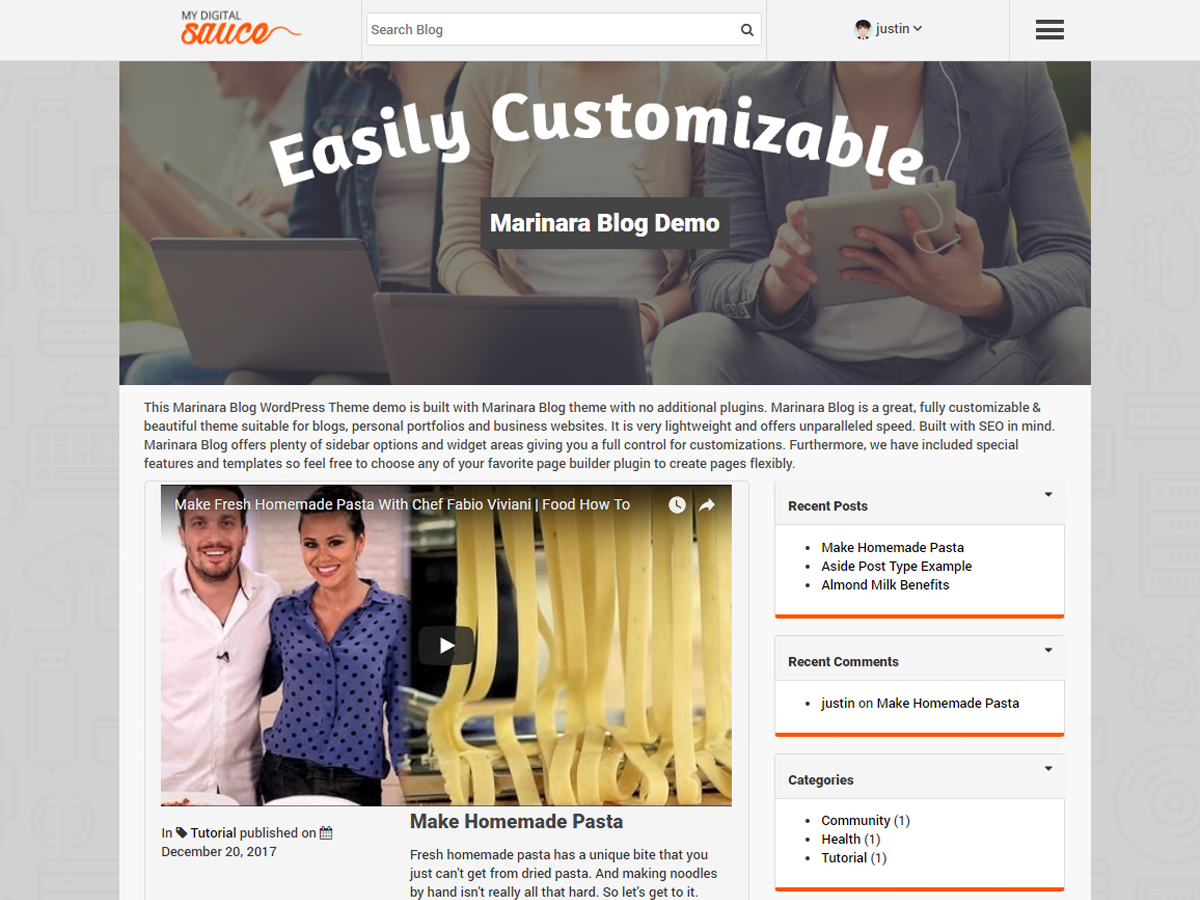 MY DIGITAL
sauce
Search Blog
justin
Easily Customizable
Marinara Blog Demo
This Marinara Blog WordPress Theme demo is built with Marinara Blog theme with no additional plugins. Marinara Blog is a great, fully customizable &
beautiful theme suitable for blogs, personal portfolios and business websites. It is very lightweight and offers unparalleled speed. Built with SEO in mind.
Marinara Blog offers plenty of sidebar options and widget areas giving you a full control for customizations. Furthermore, we have included special
features and templates so feel free to choose any of your favorite page builder plugin to create pages flexibly.
Make Fresh Homemade Pasta With Chef Fabio Viviani | Food How To
In Tutorial published on
December 20, 2017
Make Homemade Pasta
Fresh homemade pasta has a unique bite that you
just can't get from dried pasta. And making noodles
by hand isn't really all that hard. So let's get to it.
Recent Posts
• Make Homemade Pasta
• Aside Post Type Example
• Almond Milk Benefits
Recent Comments
• justin on Make Homemade Pasta
Categories
• Community (1)
• Health (1)
• Tutorial (1)